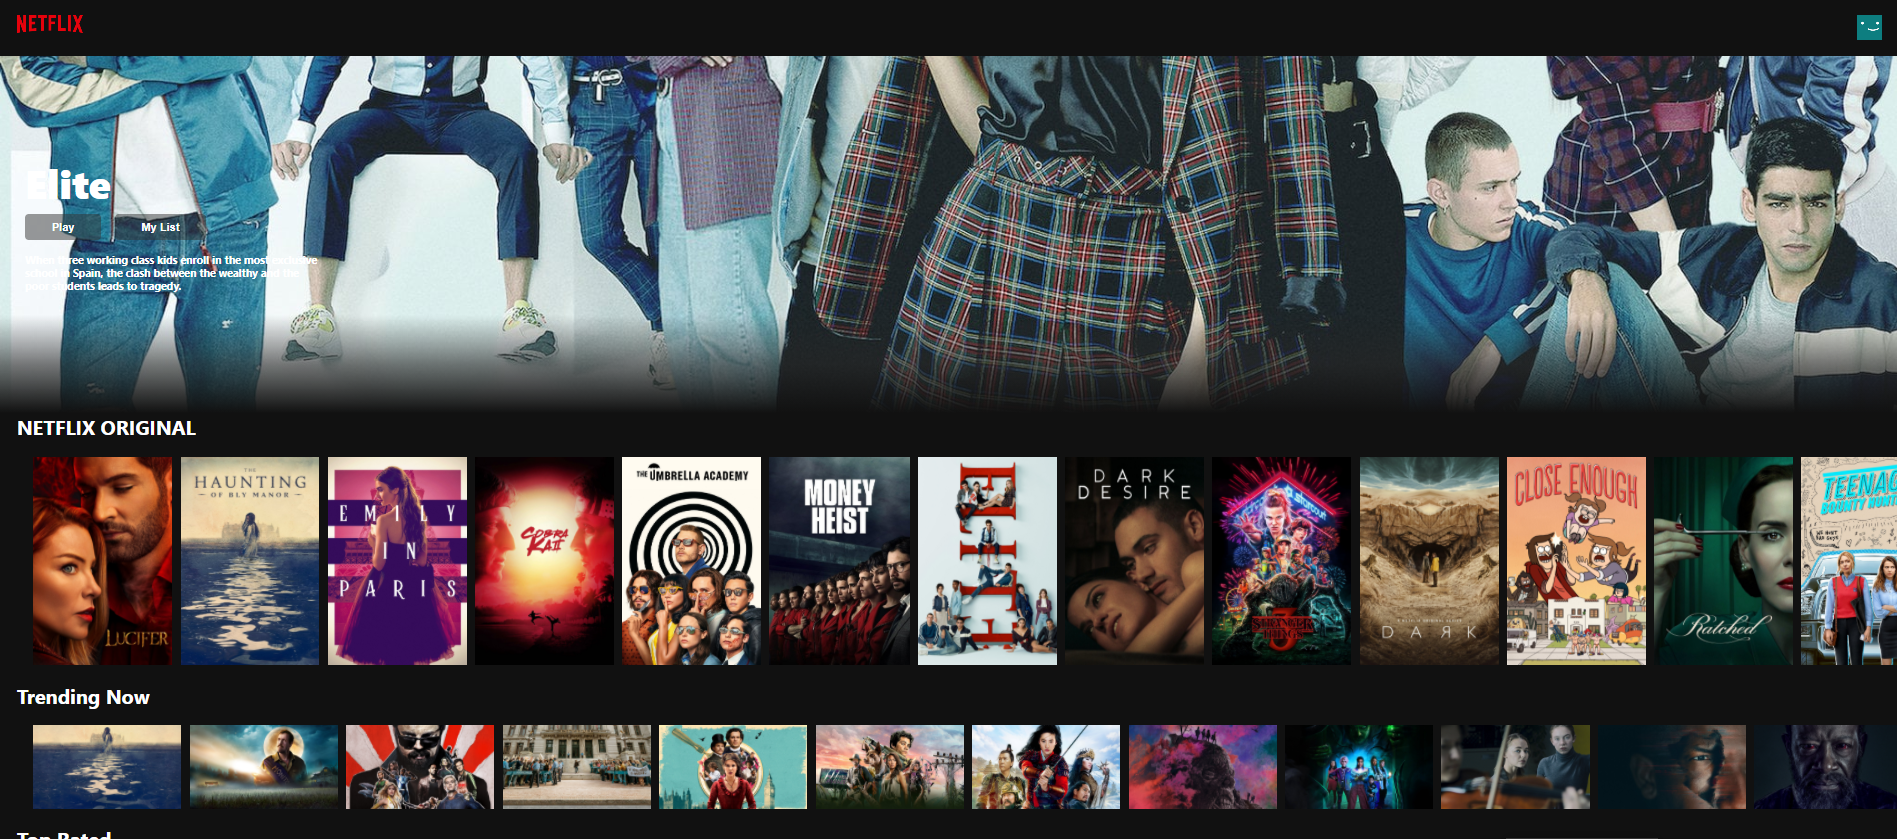 NETFLIX
Elite
Play
My List
When three working class kids enroll in the most exclusive
school in Spain, the clash between the wealthy and the
poor students leads to tragedy.
NETFLIX ORIGINAL
LUCIFER
THE
HAUNTING
OF BLY MANOR
EMILY
IN
PARIS
COBRA
KAI
THE UMBRELLA ACADEMY
MONEY
HEIST
ELITE
DARK
DESIRE
STRANGER
THINGS
3
DARK
CLOSE ENOUGH
Ratched
TEENAG
BOUNTY HUN
Trending Now
Top Rated